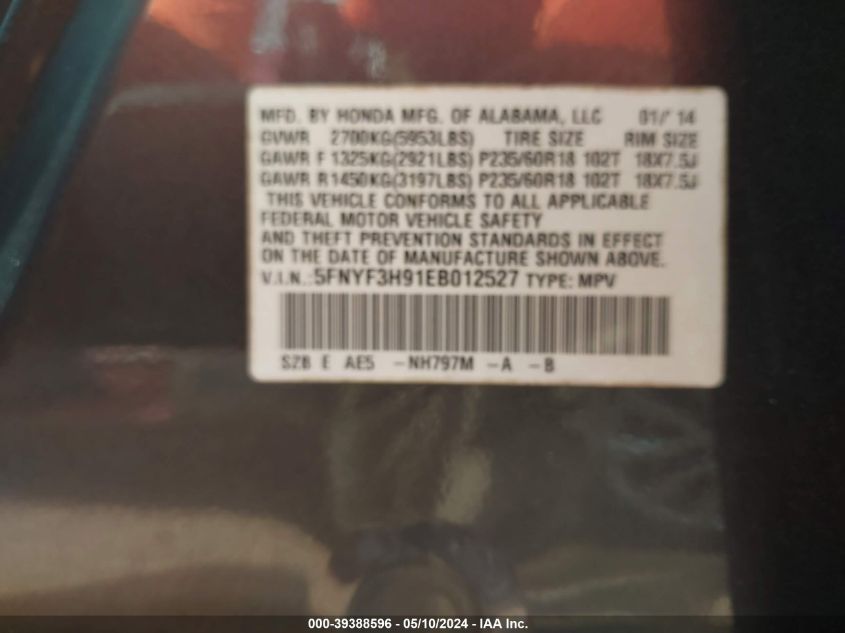 MFD. BY HONDA MFG. OF ALABAMA, LLC 01/'14
GVWR 2700KG(5953LBS) TIRE SIZE RIM SIZE
GAWR F 1325KG(2921LBS) P235/60R18 102T 18X7.5J
GAWR R1450KG(3197LBS) P235/60R18 102T 18X7.5J
THIS VEHICLE CONFORMS TO ALL APPLICABLE
FEDERAL MOTOR VEHICLE SAFETY
AND THEFT PREVENTION STANDARDS IN EFFECT
ON THE DATE OF MANUFACTURE SHOWN ABOVE.
V.I.N.:5FNYF3H91EB012527 TYPE: MPV
SZB E AE5 -NH797M -A -B
000-39388596 - 05/10/2024 - IAA Inc.